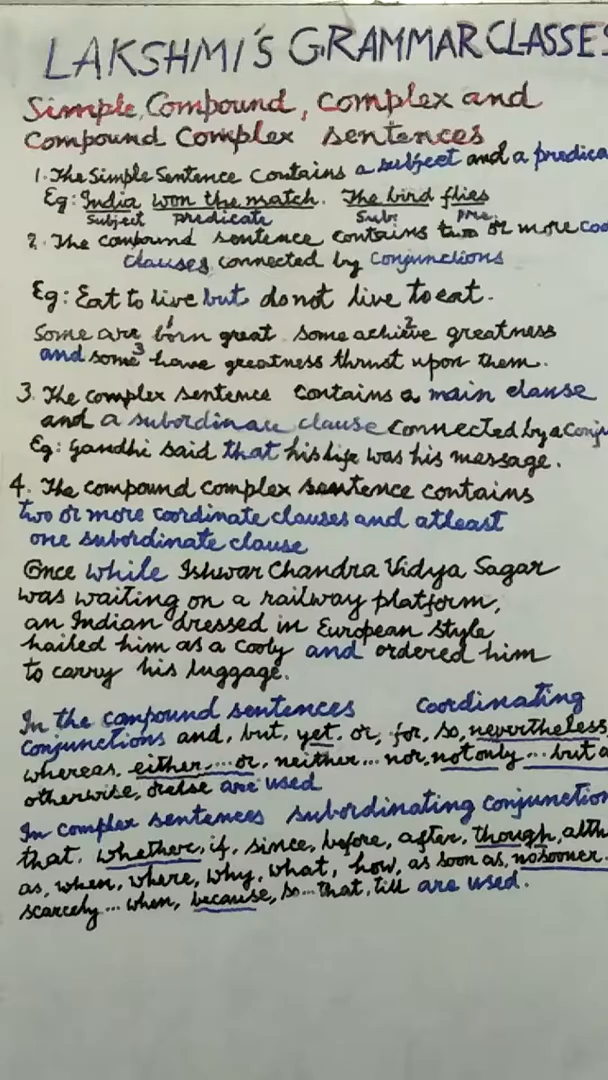 LAKSHMI'S GRAMMAR CLASSES
Simple, Compound, Complex and
Compound Complex sentences
1. The Simple Sentence contains a subject and a predica
Eg: India won the match. The bird flies
Subject predicate Subj Pre
2. The compound sentence contains two or more coo
clauses connected by conjunctions
Eg: Eat to live but do not live to eat.
1 2
Some are born great some achieve greatness
and some 3 have greatness thrust upon them.
3. The complex sentence contains a main clause
and a subordinate clause connected by a conju
Eg: Gandhi said that his life was his message.
4. The compound complex sentence contains
two or more coordinate clauses and atleast
one subordinate clause
Once while Ishwar Chandra Vidya Sagar
was waiting on a railway platform,
an Indian dressed in European style
hailed him as a cooly and ordered him
to carry his luggage.
In the compound sentences Coordinating
conjunctions and, but, yet, or, for, so, nevertheless,
whereas, either....or, neither... nor, not only ... but a
otherwise, orelse are used
In complex sentences subordinating conjunction
that, whether, if, since, before, after, though, alth
as, when, where, why, what, how, as soon as, nosooner.
scarcely... when, because, so... that, till are used.